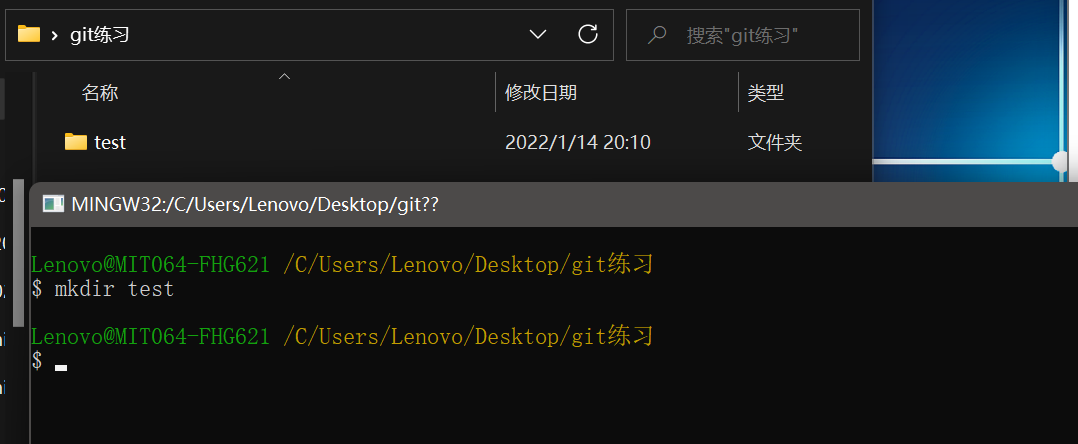 git练习
搜索"git练习"
名称 修改日期 类型
test 2022/1/14 20:10 文件夹
MINGW32:/C/Users/Lenovo/Desktop/git??
Lenovo@MITO64-FHG621 /C/Users/Lenovo/Desktop/git练习
$ mkdir test
Lenovo@MITO64-FHG621 /C/Users/Lenovo/Desktop/git练习
$